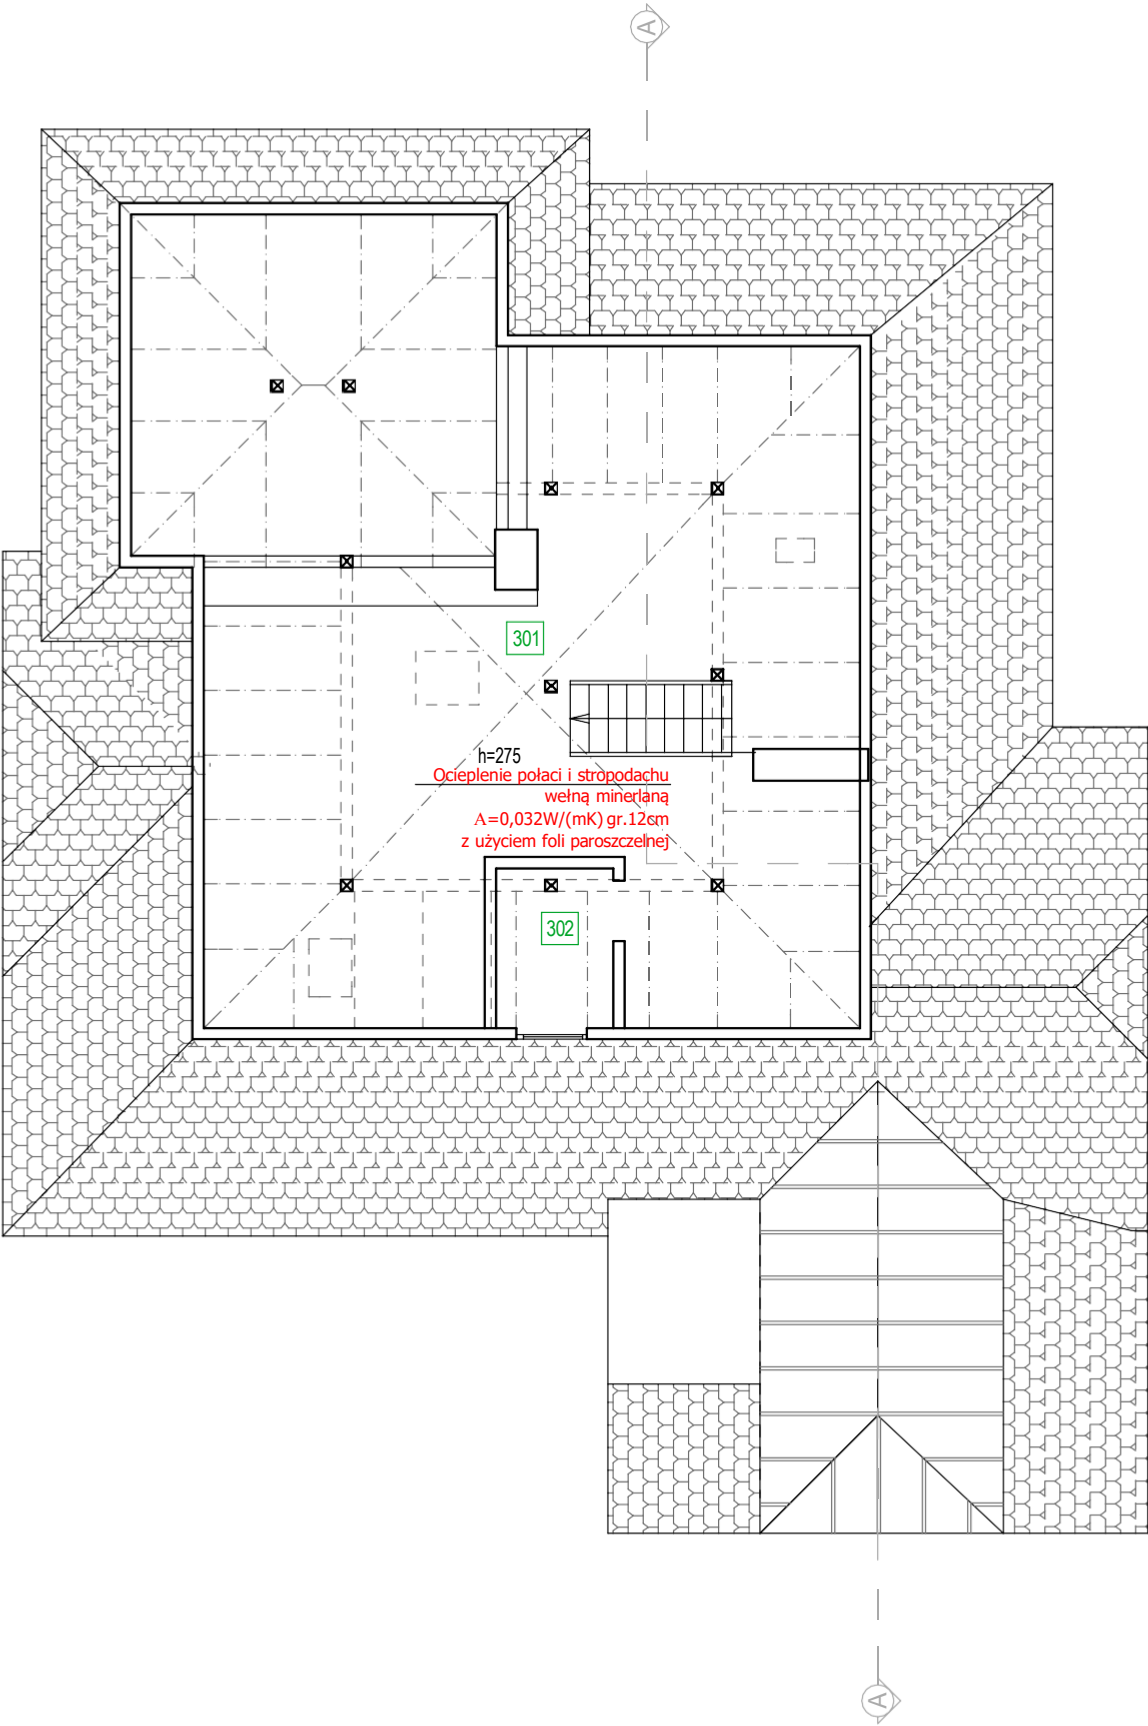 A
301
h=275
Ocieplenie połaci i stropodachu
wełną minerlaną
A=0,032W/(mK) gr.12cm
z użyciem foli paroszczelnej
302
A